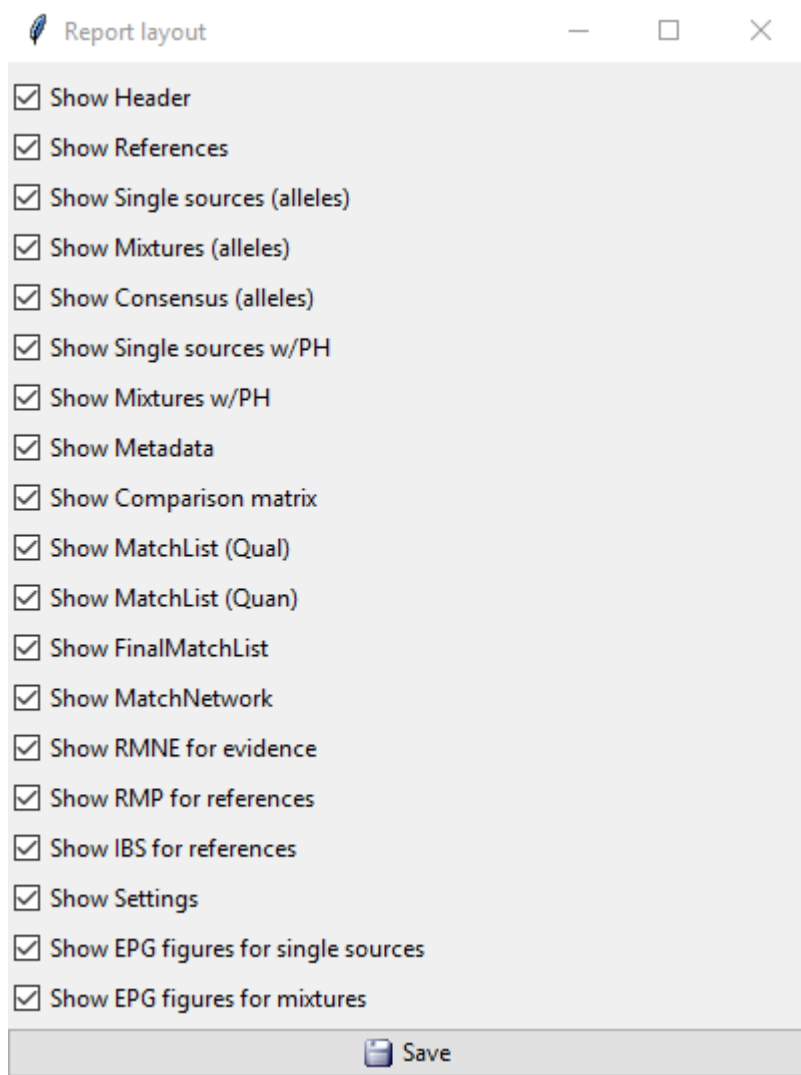 Report layout
Show Header
Show References
Show Single sources (alleles)
Show Mixtures (alleles)
Show Consensus (alleles)
Show Single sources w/PH
Show Mixtures w/PH
Show Metadada
Show Comparison matrix
Show MatchList (Qual)
Show MatchList (Quan)
Show FinalMatchList
Show MatchNetwork
Show RMNE for evidence
Show RMP for references
Show IBS for references
Show Settings
Show EPG figures for single sources
Show EPG figures for mixtures
Save